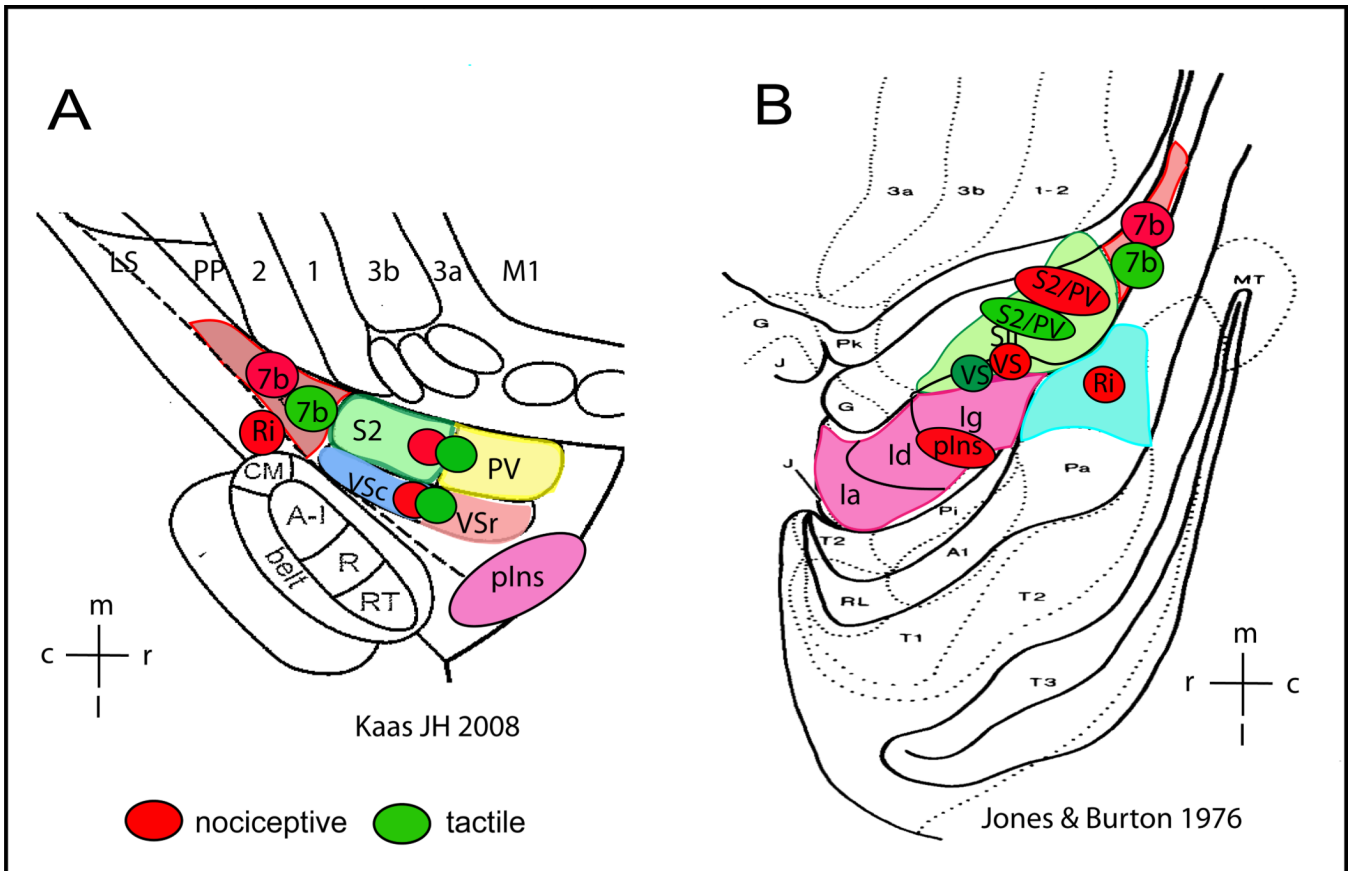 A
LS
PP
2
1
3b
3a
M1
7b
7b
Ri
S2
PV
CM
VSc
VSr
A-I
belt
R
RT
pIns
m
c
r
l
Kaas JH 2008
nociceptive
tactile
B
3a
3b
1-2
7b
7b
MT
S2/PV
S2/PV
SII
G
J
Pk
VS
VS
Ri
G
Ig
Id
pIns
Ia
J
Pa
Pi
T2
A1
RL
T2
T1
T3
m
r
c
l
Jones & Burton 1976